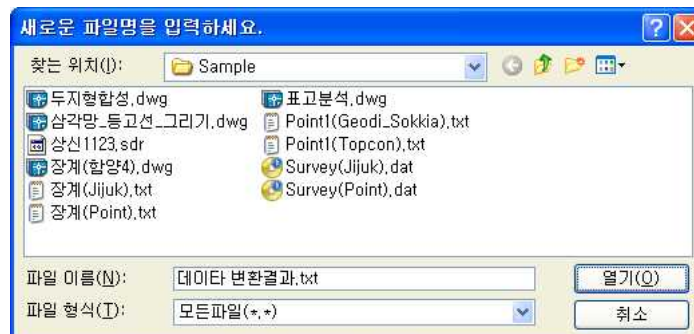 새로운 파일명을 입력하세요.
찾는 위치(I):
Sample
두지형합성.dwg
삼각망_등고선_그리기.dwg
상신1123.sdr
장계(함양4).dwg
장계(Jijuk).txt
장계(Point).txt
표고분석.dwg
Point1(Geodi_Sokkia).txt
Point1(Topcon).txt
Survey(Jijuk).dat
Survey(Point).dat
파일 이름(N):
데이타 변환결과.txt
열기(O)
파일 형식(T):
모든파일(*.*)
취소